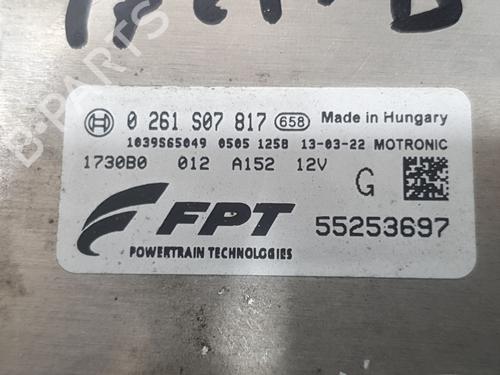 0 261 S07 817 658 Made in Hungary
1039S65049 0505 1258 13-03-22 MOTRONIC
1730B0 012 A152 12V
G
FPT
55253697
POWERTRAIN TECHNOLOGIES
B-PARTS